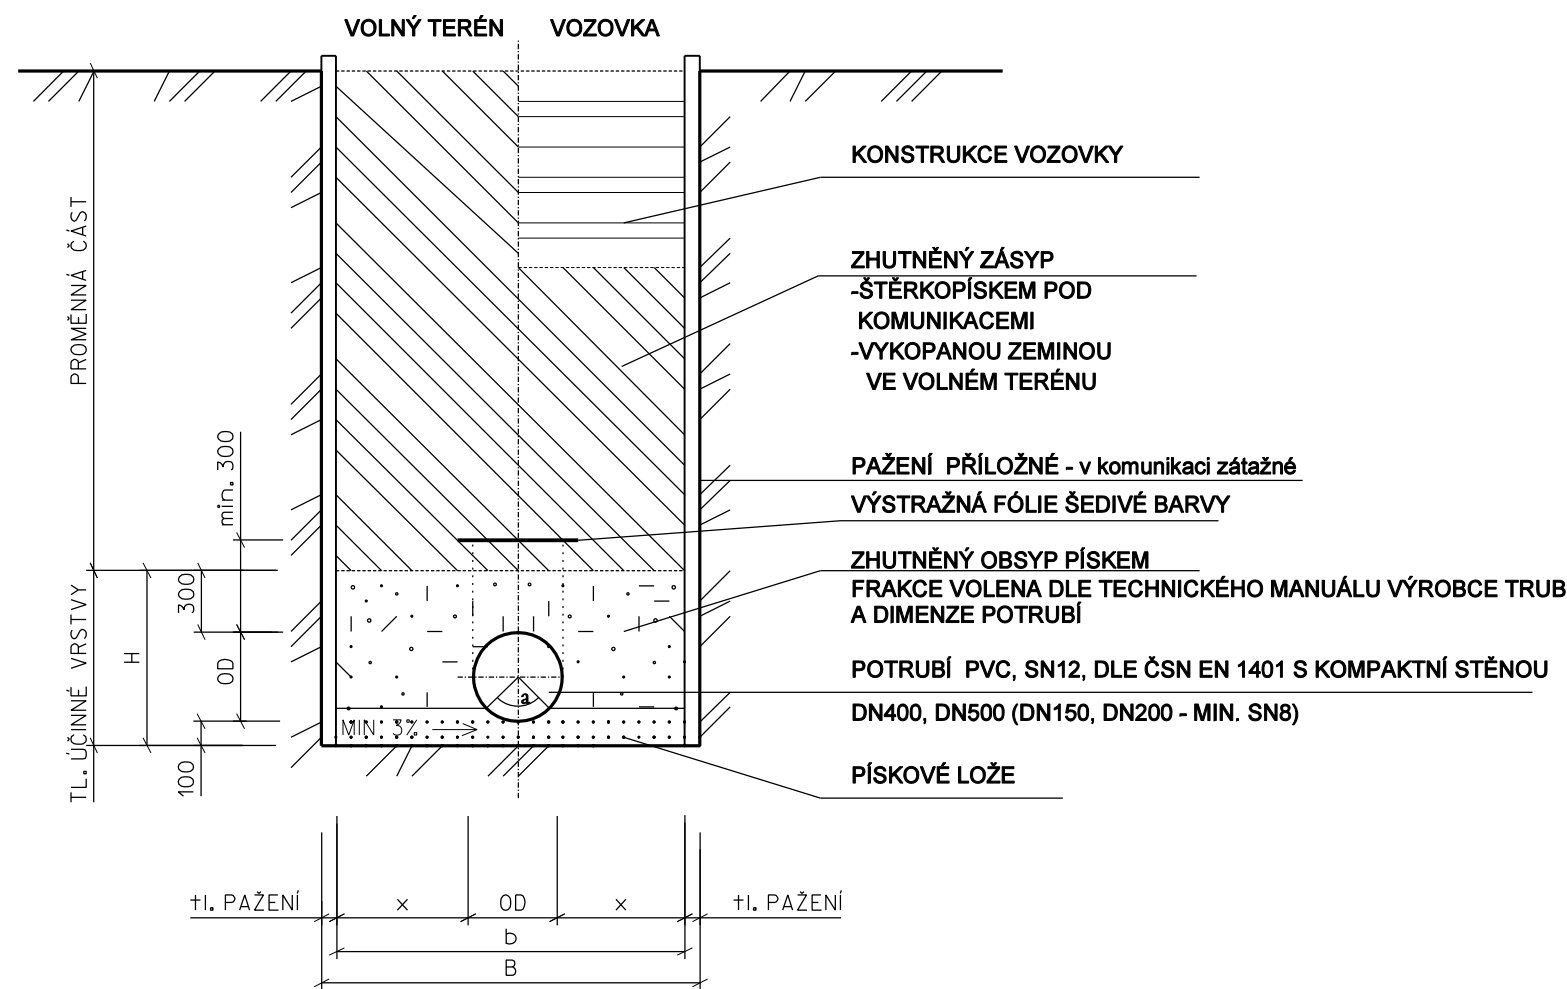 VOLNÝ TERÉN
VOZOVKA
KONSTRUKCE VOZOVKY
ZHUTNĚNÝ ZÁSYP
-ŠTĚRKOPÍSKEM POD
KOMUNIKACEMI
-VYKOPANOU ZEMINOU
VE VOLNÉM TERÉNU
PAŽENÍ PŘÍLOŽNÉ - v komunikaci zátažné
VÝSTRAŽNÁ FÓLIE ŠEDIVÉ BARVY
ZHUTNĚNÝ OBSYP PÍSKEM
FRAKCE VOLENA DLE TECHNICKÉHO MANUÁLU VÝROBCE TRUB
A DIMENZE POTRUBÍ
POTRUBÍ PVC, SN12, DLE ČSN EN 1401 S KOMPAKTNÍ STĚNOU
DN400, DN500 (DN150, DN200 - MIN. SN8)
PÍSKOVÉ LOŽE
PROMĚNNÁ ČÁST
TL. ÚČINNÉ VRSTVY
min. 300
300
H
OD
100
a
MIN 3%
tl. PAŽENÍ
x
OD
x
tl. PAŽENÍ
b
B